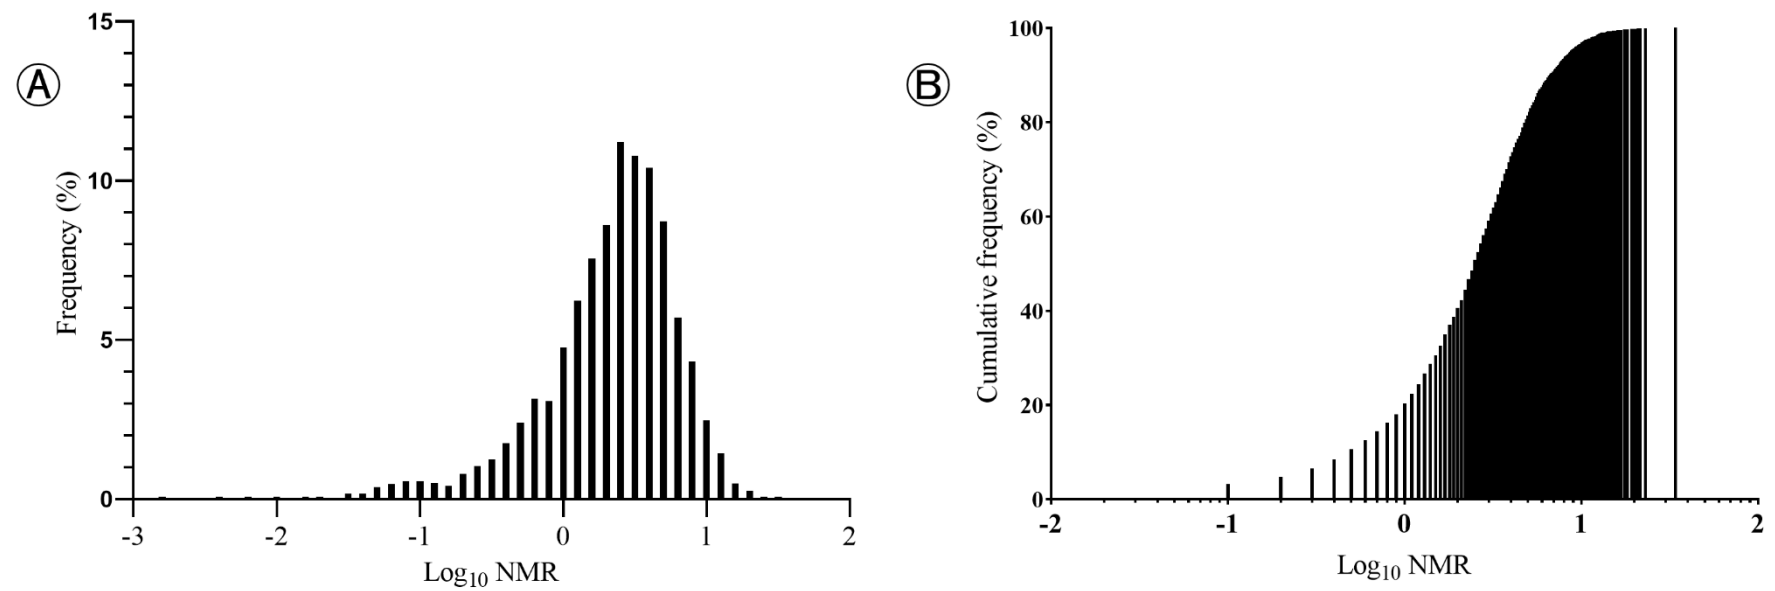 Ⓐ
Frequency (%)
15
10
5
0
-3 -2 -1 0 1 2
Log₁₀ NMR
Ⓑ
Cumulative frequency (%)
100
80
60
40
20
0
-2 -1 0 1 2
Log₁₀ NMR